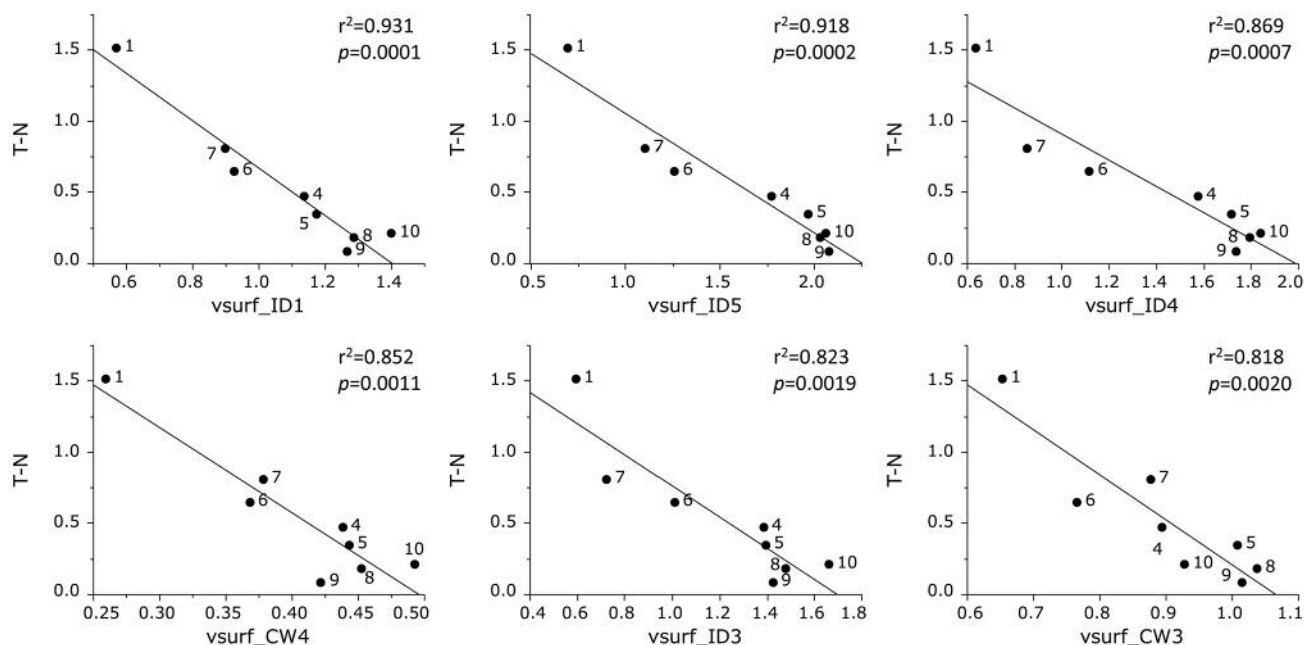 r²=0.931
p=0.0001
1.5
1.0
0.5
0.0
T-N
1
7
6
4
5
8
9
10
0.6 0.8 1.0 1.2 1.4
vsurf_ID1
r²=0.918
p=0.0002
1.5
1.0
0.5
0.0
T-N
1
7
6
4
5
10
8
9
0.5 1.0 1.5 2.0
vsurf_ID5
r²=0.869
p=0.0007
1.5
1.0
0.5
0.0
T-N
1
7
6
4
5
10
8
9
0.6 0.8 1.0 1.2 1.4 1.6 1.8 2.0
vsurf_ID4
r²=0.852
p=0.0011
1.5
1.0
0.5
0.0
T-N
1
7
6
4
5
10
9
8
0.25 0.30 0.35 0.40 0.45 0.50
vsurf_CW4
r²=0.823
p=0.0019
1.5
1.0
0.5
0.0
T-N
1
7
6
4
5
8
10
9
0.4 0.6 0.8 1.0 1.2 1.4 1.6 1.8
vsurf_ID3
r²=0.818
p=0.0020
1.5
1.0
0.5
0.0
T-N
1
7
6
4
5
10
9
8
0.6 0.7 0.8 0.9 1.0 1.1
vsurf_CW3